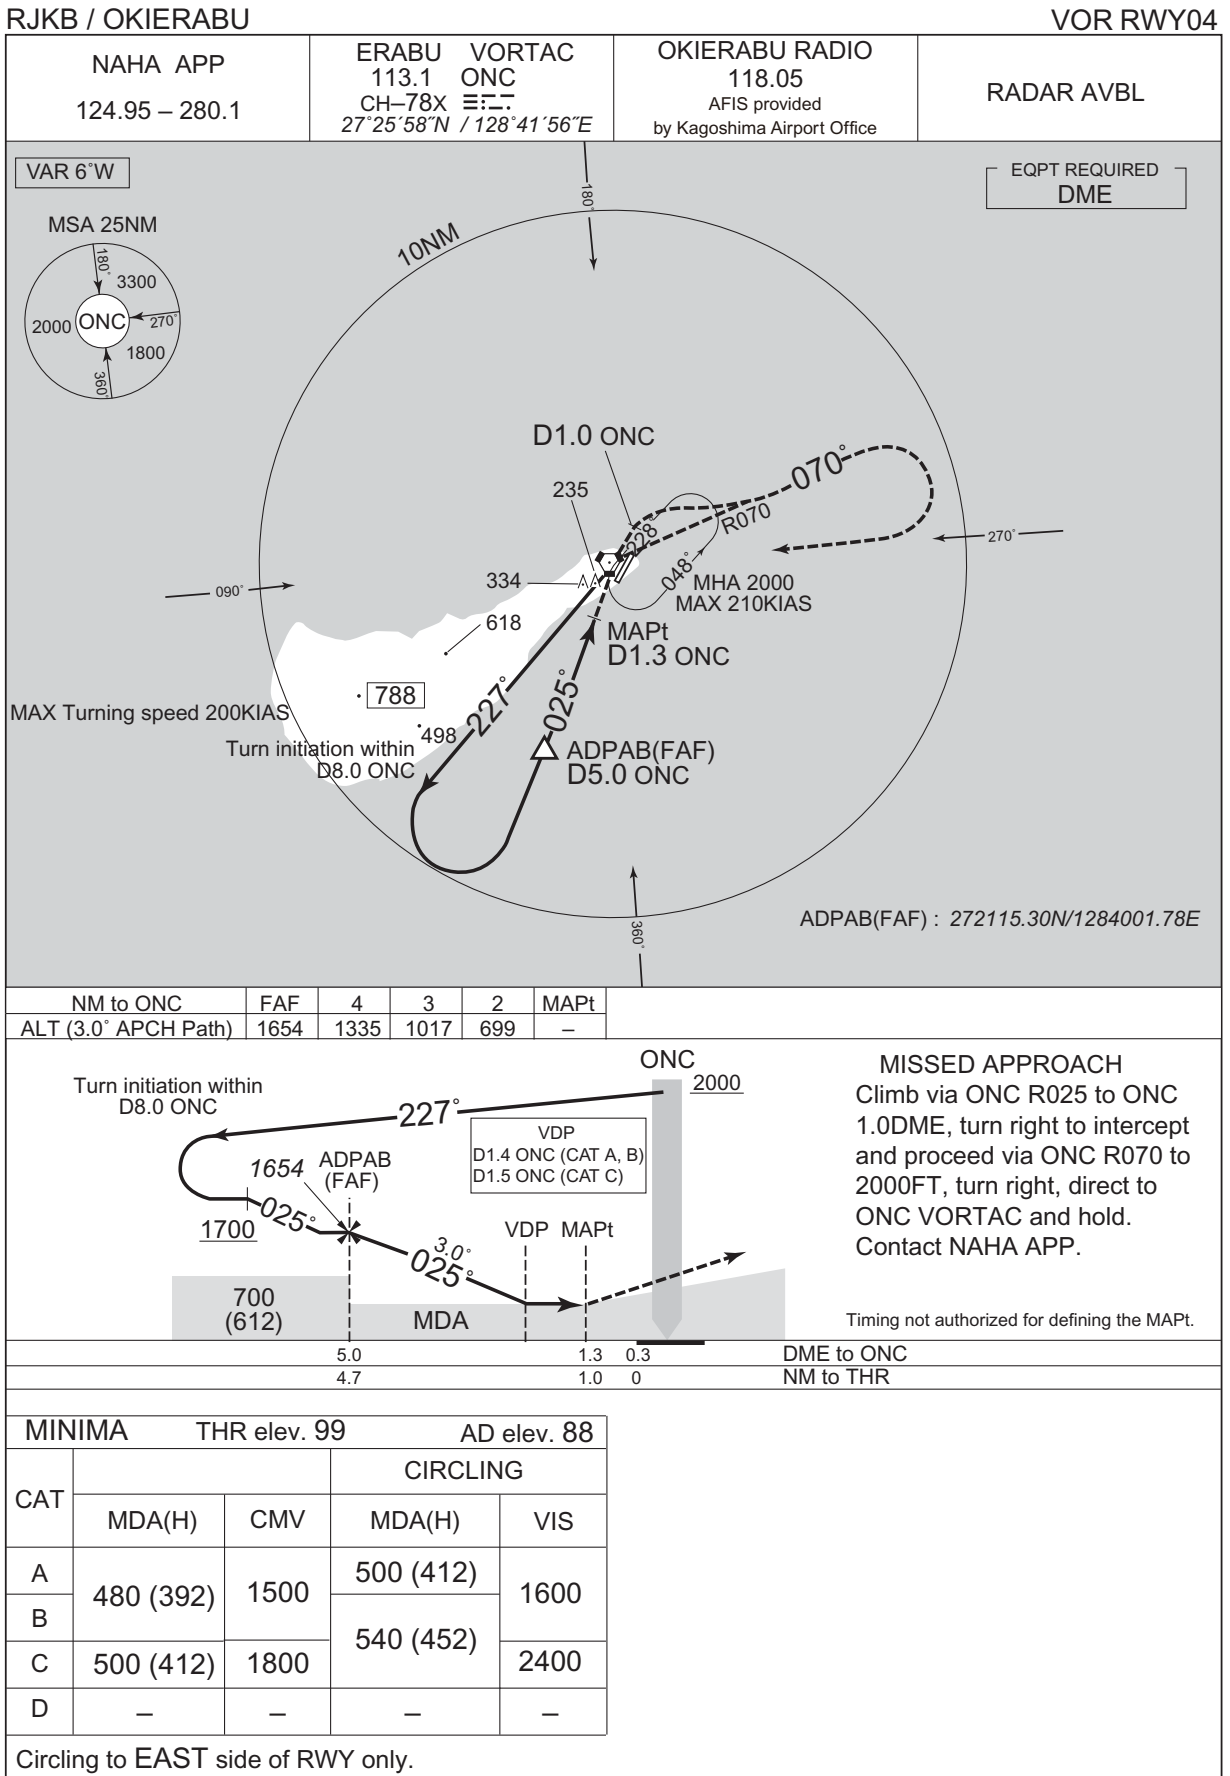 RJKB / OKIERABU
VOR RWY04
NAHA APP
124.95 – 280.1
ERABU VORTAC
113.1 ONC
CH–78X
27˚25´58˝N / 128˚41´56˝E
OKIERABU RADIO
118.05
AFIS provided
by Kagoshima Airport Office
RADAR AVBL
VAR 6˚W
EQPT REQUIRED
DME
MSA 25NM
180˚
3300
2000
ONC
270˚
1800
360˚
180˚
10NM
D1.0 ONC
070˚
235
R070
228˚
048˚
270˚
334
MHA 2000
MAX 210KIAS
090˚
618
MAPt
D1.3 ONC
788
227˚
025˚
MAX Turning speed 200KIAS
498
Turn initiation within
D8.0 ONC
ADPAB(FAF)
D5.0 ONC
360˚
ADPAB(FAF) : 272115.30N/1284001.78E
NM to ONC FAF 4 3 2 MAPt
ALT (3.0˚ APCH Path) 1654 1335 1017 699 –
ONC
2000
Turn initiation within
D8.0 ONC
227˚
VDP
D1.4 ONC (CAT A, B)
D1.5 ONC (CAT C)
1654
ADPAB
(FAF)
025˚
1700
VDP MAPt
3.0˚
025˚
700
(612)
MDA
MISSED APPROACH
Climb via ONC R025 to ONC
1.0DME, turn right to intercept
and proceed via ONC R070 to
2000FT, turn right, direct to
ONC VORTAC and hold.
Contact NAHA APP.
Timing not authorized for defining the MAPt.
5.0 1.3 0.3 DME to ONC
4.7 1.0 0 NM to THR
MINIMA THR elev. 99 AD elev. 88
CAT
CIRCLING
MDA(H) CMV MDA(H) VIS
A 480 (392) 1500 500 (412) 1600
B 540 (452)
C 500 (412) 1800 2400
D – – – –
Circling to EAST side of RWY only.